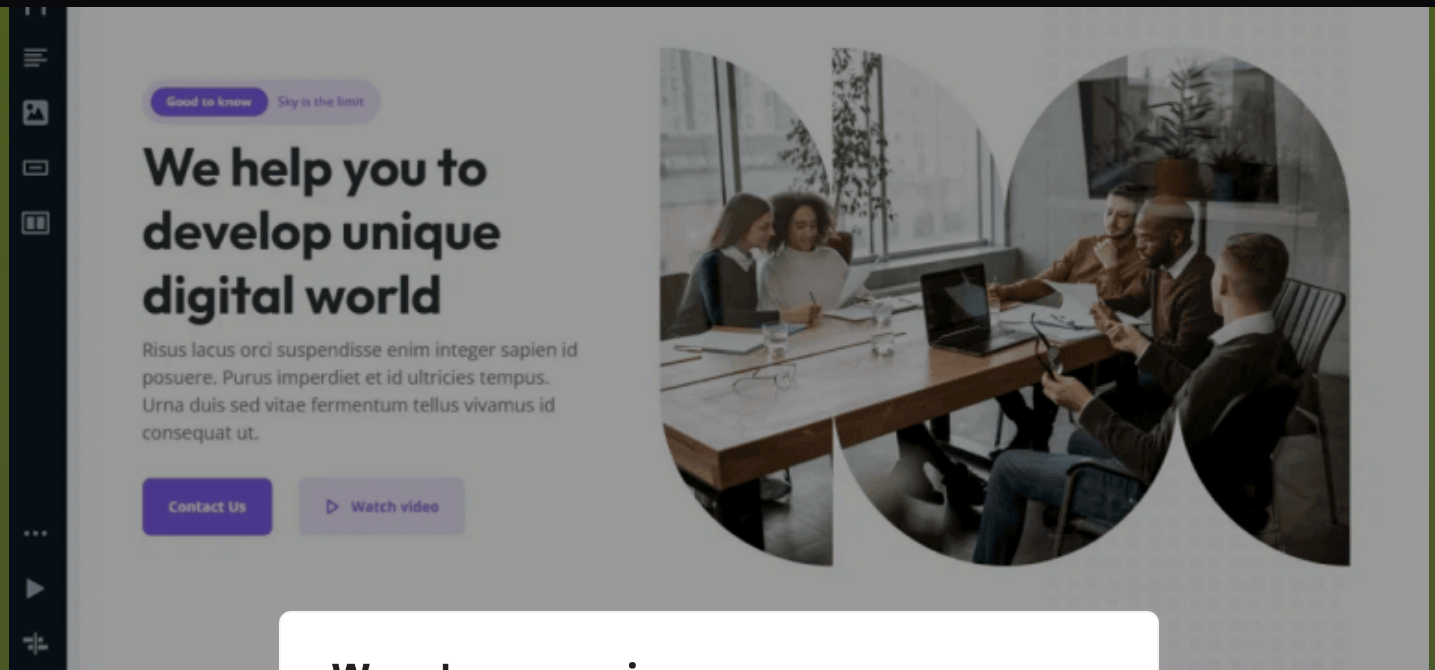 Good to know Sky is the limit
We help you to
develop unique
digital world
Risus lacus orci suspendisse enim integer sapien id
posuere. Purus imperdiet et id ultricies tempus.
Urna duis sed vitae fermentum tellus vivamus id
consequat ut.
Contact Us Watch video